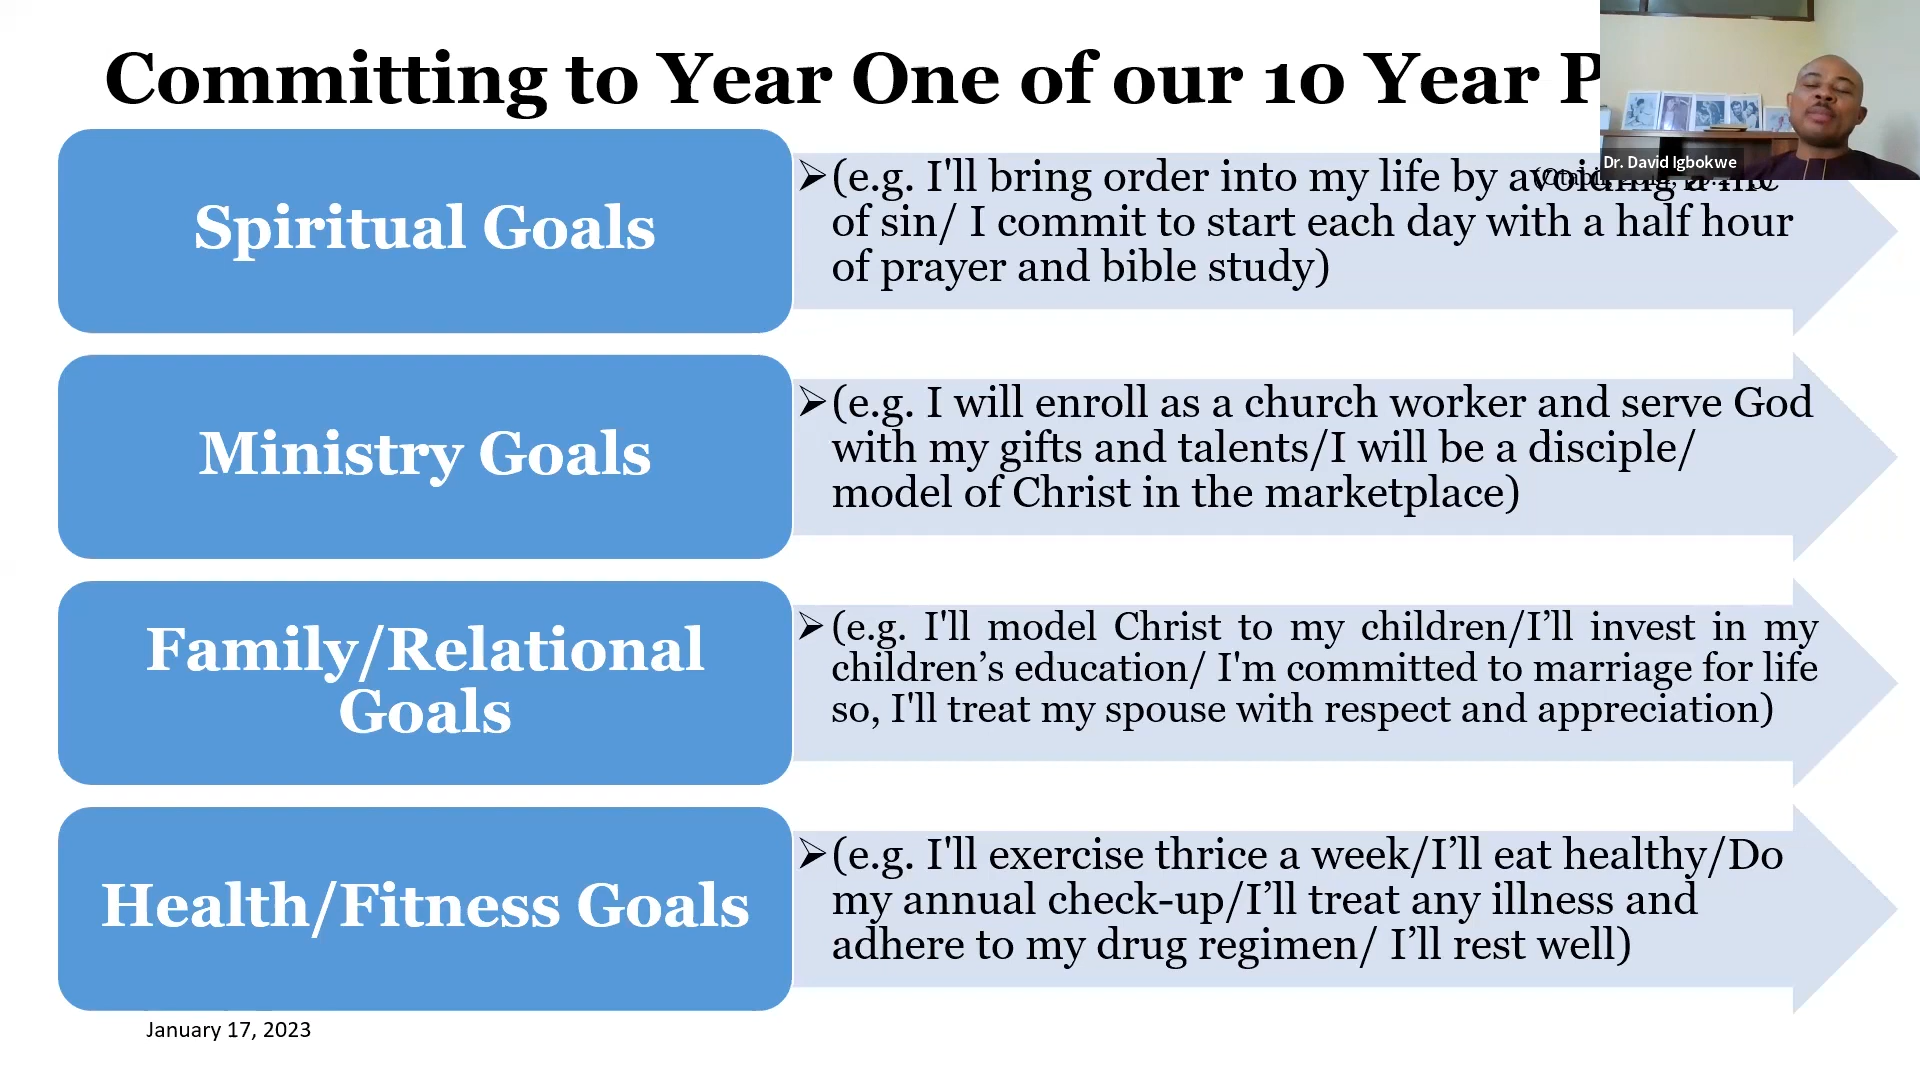 Committing to Year One of our 10 Year P
Dr. David Igbokwe
Spiritual Goals
➢(e.g. I'll bring order into my life by avoiding a life
of sin/ I commit to start each day with a half hour
of prayer and bible study)
Ministry Goals
➢(e.g. I will enroll as a church worker and serve God
with my gifts and talents/I will be a disciple/
model of Christ in the marketplace)
Family/Relational
Goals
➢(e.g. I'll model Christ to my children/I’ll invest in my
children’s education/ I'm committed to marriage for life
so, I'll treat my spouse with respect and appreciation)
Health/Fitness Goals
➢(e.g. I'll exercise thrice a week/I’ll eat healthy/Do
my annual check-up/I’ll treat any illness and
adhere to my drug regimen/ I’ll rest well)
January 17, 2023